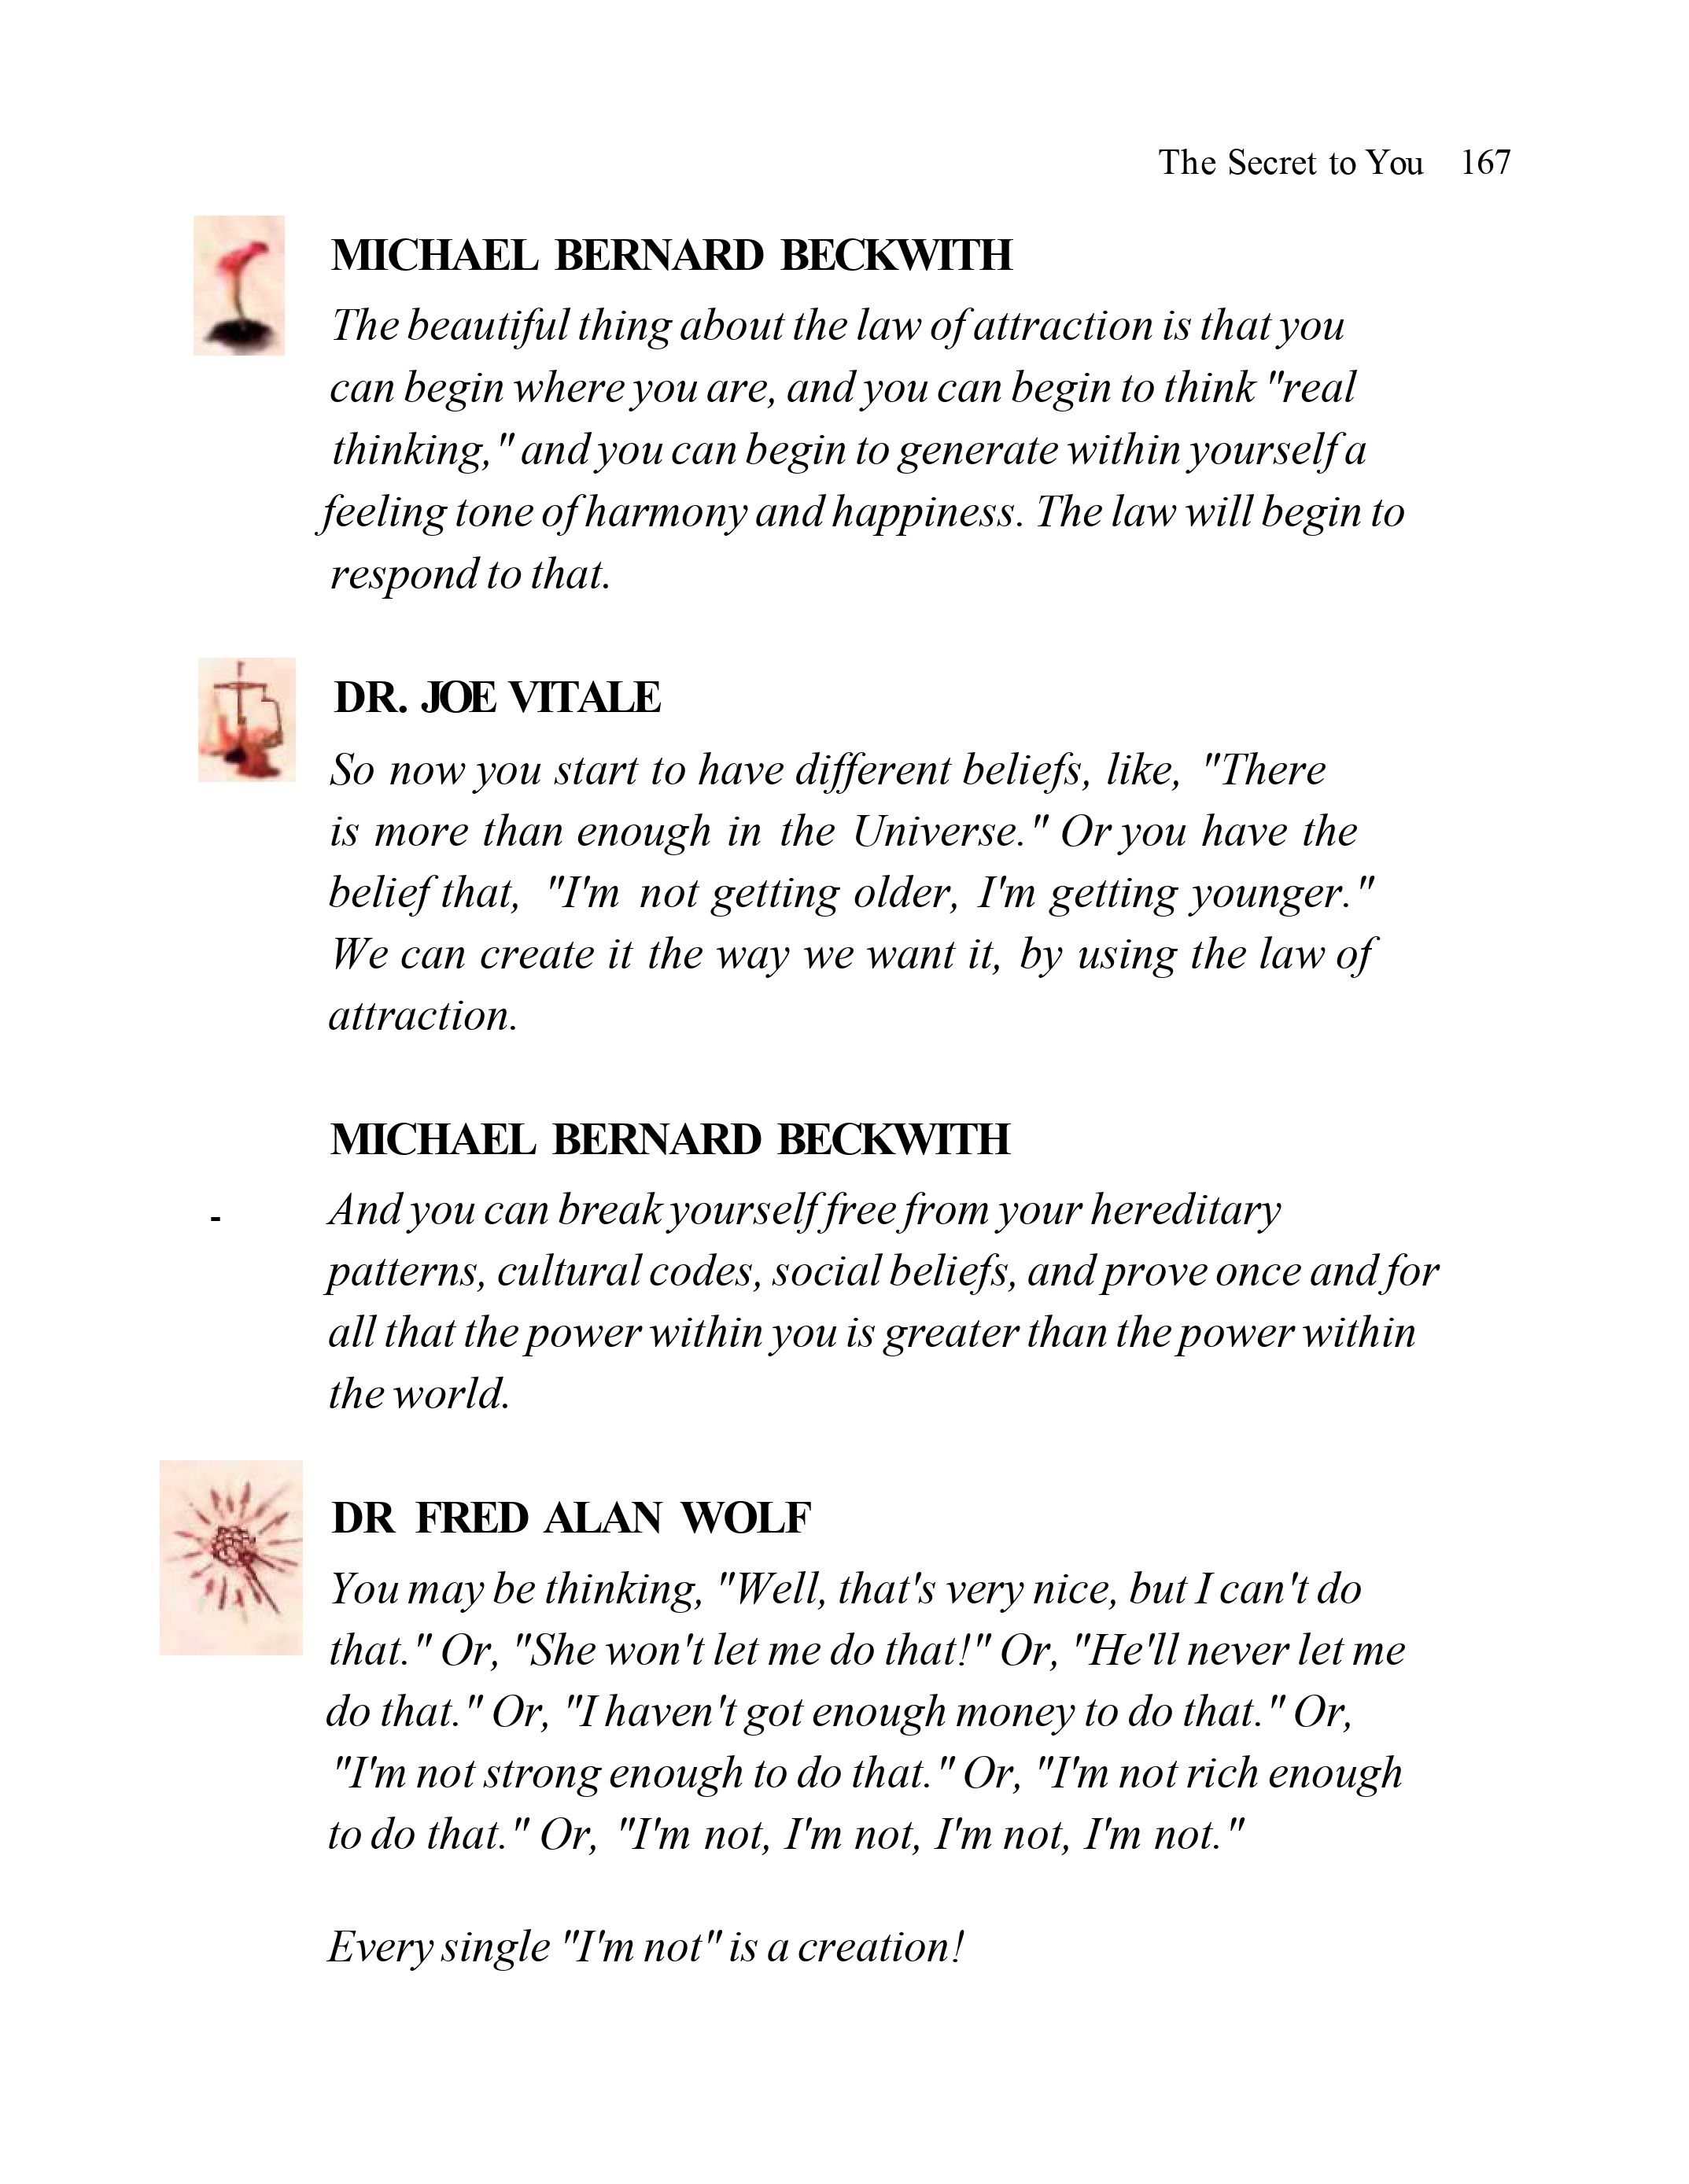 The Secret to You 167
MICHAEL BERNARD BECKWITH
The beautiful thing about the law of attraction is that you
can begin where you are, and you can begin to think "real
thinking," and you can begin to generate within yourself a
feeling tone of harmony and happiness. The law will begin to
respond to that.
DR. JOE VITALE
So now you start to have different beliefs, like, "There
is more than enough in the Universe." Or you have the
belief that, "I'm not getting older, I'm getting younger."
We can create it the way we want it, by using the law of
attraction.
MICHAEL BERNARD BECKWITH
- And you can break yourself free from your hereditary
patterns, cultural codes, social beliefs, and prove once and for
all that the power within you is greater than the power within
the world.
DR FRED ALAN WOLF
You may be thinking, "Well, that's very nice, but I can't do
that." Or, "She won't let me do that!" Or, "He'll never let me
do that." Or, "I haven't got enough money to do that." Or,
"I'm not strong enough to do that." Or, "I'm not rich enough
to do that." Or, "I'm not, I'm not, I'm not, I'm not."
Every single "I'm not" is a creation!